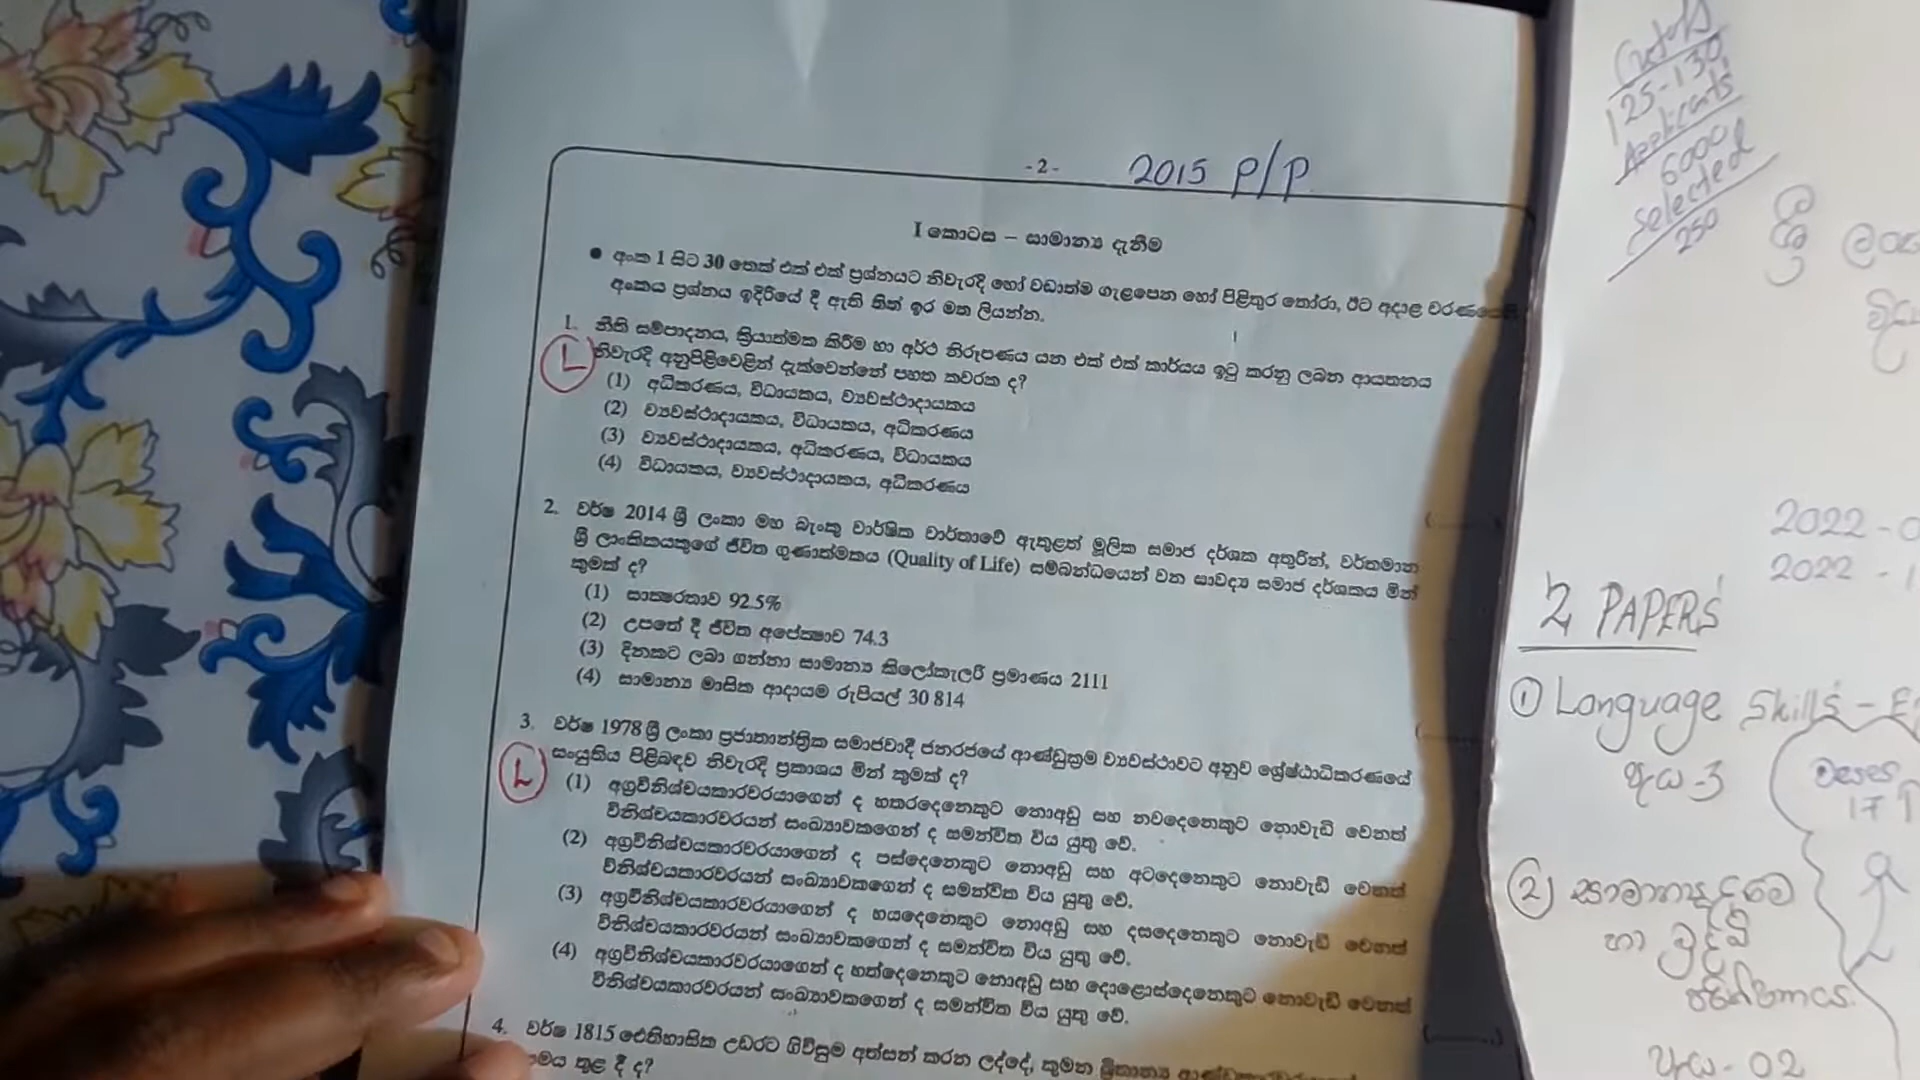 - 2 -
2015 P/P
I කොටස – සාමාන්‍ය දැනීම
● අංක 1 සිට 30 තෙක් එක් එක් ප්‍රශ්නයට නිවැරදි හෝ වඩාත්ම ගැළපෙන හෝ පිළිතුර තෝරා, ඊට අදාළ වරණයෙහි
අංකය ප්‍රශ්නය ඉදිරියේ දී ඇති තිත් ඉර මත ලියන්න.
1. නීති සම්පාදනය, ක්‍රියාත්මක කිරීම හා අර්ථ නිරූපණය යන එක් එක් කාර්යය ඉටු කරනු ලබන ආයතනය
නිවැරදි අනුපිළිවෙළින් දැක්වෙන්නේ පහත කවරක ද?
L
(1) අධිකරණය, විධායකය, ව්‍යවස්ථාදායකය
(2) ව්‍යවස්ථාදායකය, විධායකය, අධිකරණය
(3) ව්‍යවස්ථාදායකය, අධිකරණය, විධායකය
(4) විධායකය, ව්‍යවස්ථාදායකය, අධිකරණය
2. වර්ෂ 2014 ශ්‍රී ලංකා මහ බැංකු වාර්ෂික වාර්තාවේ ඇතුළත් මූලික සමාජ දර්ශක අතුරින්, වර්තමාන
ශ්‍රී ලාංකිකයකුගේ ජීවිත ගුණාත්මකය (Quality of Life) සම්බන්ධයෙන් වන සාවද්‍ය සමාජ දර්ශකය මින්
කුමක් ද?
(1) සාක්ෂරතාව 92.5%
(2) උපතේ දී ජීවිත අපේක්ෂාව 74.3
(3) දිනකට ලබා ගන්නා සාමාන්‍ය කිලෝකැලරි ප්‍රමාණය 2111
(4) සාමාන්‍ය මාසික ආදායම රුපියල් 30 814
3. වර්ෂ 1978 ශ්‍රී ලංකා ප්‍රජාතාන්ත්‍රික සමාජවාදී ජනරජයේ ආණ්ඩුක්‍රම ව්‍යවස්ථාවට අනුව ශ්‍රේෂ්ඨාධිකරණයේ
සංයුතිය පිළිබඳව නිවැරදි ප්‍රකාශය මින් කුමක් ද?
L
(1) අග්‍රවිනිශ්චයකාරවරයාගෙන් ද හතරදෙනෙකුට නොඅඩු සහ නවදෙනෙකුට නොවැඩි වෙනත්
විනිශ්චයකාරවරයන් සංඛ්‍යාවකගෙන් ද සමන්විත විය යුතු වේ.
(2) අග්‍රවිනිශ්චයකාරවරයාගෙන් ද පස්දෙනෙකුට නොඅඩු සහ අටදෙනෙකුට නොවැඩි වෙනත්
විනිශ්චයකාරවරයන් සංඛ්‍යාවකගෙන් ද සමන්විත විය යුතු වේ.
(3) අග්‍රවිනිශ්චයකාරවරයාගෙන් ද හයදෙනෙකුට නොඅඩු සහ දසදෙනෙකුට නොවැඩි වෙනත්
විනිශ්චයකාරවරයන් සංඛ්‍යාවකගෙන් ද සමන්විත විය යුතු වේ.
(4) අග්‍රවිනිශ්චයකාරවරයාගෙන් ද හත්දෙනෙකුට නොඅඩු සහ දොළොස්දෙනෙකුට නොවැඩි වෙනත්
විනිශ්චයකාරවරයන් සංඛ්‍යාවකගෙන් ද සමන්විත විය යුතු වේ.
4. වර්ෂ 1815 ඓතිහාසික උඩරට ගිවිසුම අත්සන් කරන ලද්දේ, කුමන බ්‍රිතාන්‍ය
තුළ දී ද?
125-130
Applicants
6000
Selected
250
ශ්‍රී ලංකා
2022 - 0
2022 - 1
2 PAPERS
① Language Skills - E
පැය - 3
17
② සාමාන්‍ය දැනීම
හා බුද්ධි
පැය - 02